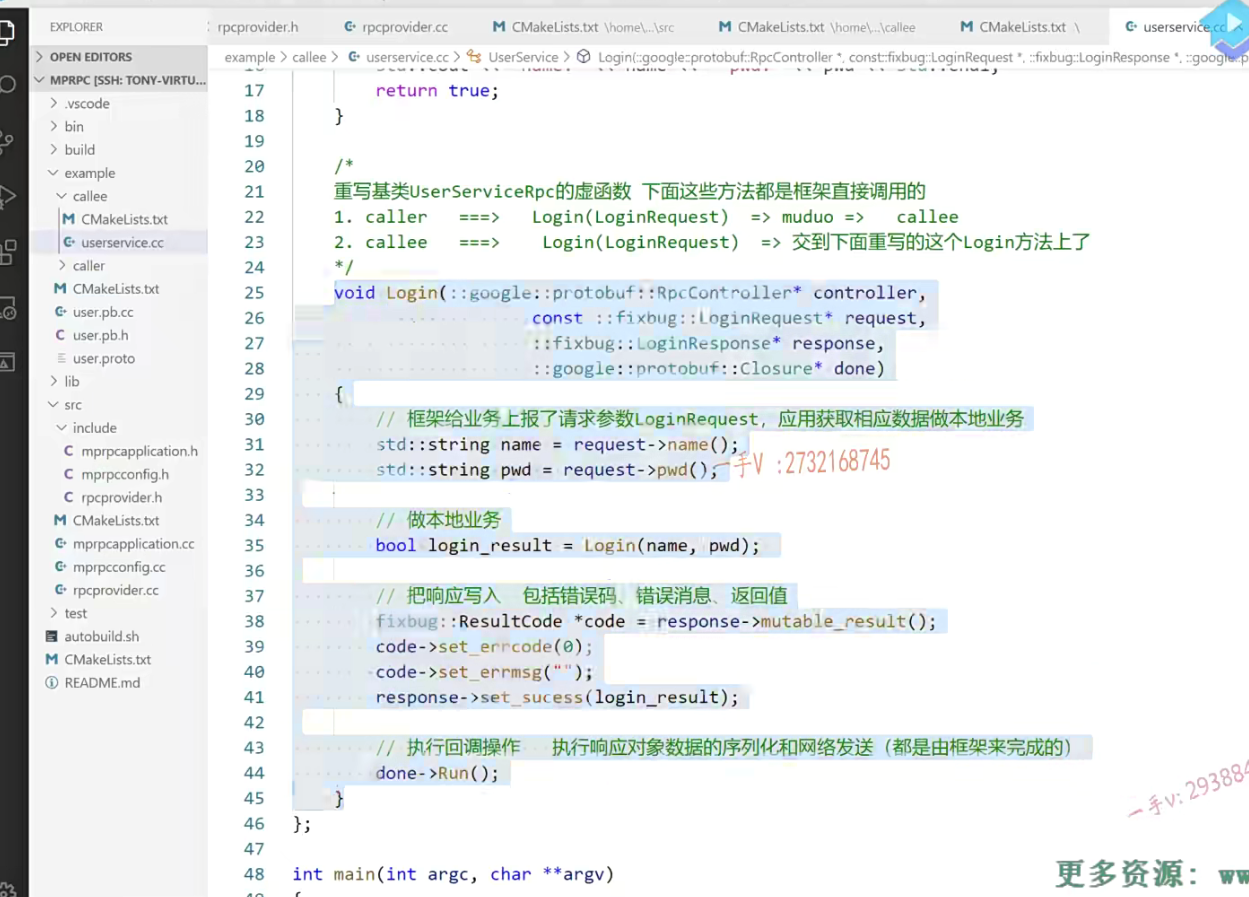 EXPLORER
rpcprovider.h
rpcprovider.cc
CMakeLists.txt \home\...\src
CMakeLists.txt \home\...\callee
CMakeLists.txt \
userservice.cc
OPEN EDITORS
MPRPC [SSH: TONY-VIRTU...
.vscode
bin
build
example
callee
CMakeLists.txt
userservice.cc
caller
CMakeLists.txt
user.pb.cc
user.pb.h
user.proto
lib
src
include
mprpcapplication.h
mprpcconfig.h
rpcprovider.h
CMakeLists.txt
mprpcapplication.cc
mprpcconfig.cc
rpcprovider.cc
test
autobuild.sh
CMakeLists.txt
README.md
example > callee > userservice.cc > UserService > Login(::google::protobuf::RpcController *, const::fixbug::LoginRequest *, ::fixbug::LoginResponse *, ::google::p
17 return true;
18 }
19
20 /*
21 重写基类UserServiceRpc的虚函数 下面这些方法都是框架直接调用的
22 1. caller ===> Login(LoginRequest) => muduo => callee
23 2. callee ===> Login(LoginRequest) => 交到下面重写的这个Login方法上了
24 */
25 void Login(::google::protobuf::RpcController* controller,
26 const ::fixbug::LoginRequest* request,
27 ::fixbug::LoginResponse* response,
28 ::google::protobuf::Closure* done)
29 {
30 // 框架给业务上报了请求参数LoginRequest，应用获取相应数据做本地业务
31 std::string name = request->name();
32 std::string pwd = request->pwd();
一手V :2732168745
33
34 // 做本地业务
35 bool login_result = Login(name, pwd);
36
37 // 把响应写入 包括错误码、错误消息、返回值
38 fixbug::ResultCode *code = response->mutable_result();
39 code->set_errcode(0);
40 code->set_errmsg("");
41 response->set_sucess(login_result);
42
43 // 执行回调操作 执行响应对象数据的序列化和网络发送（都是由框架来完成的）
44 done->Run();
45 }
46 };
47
48 int main(int argc, char **argv)
一手v: 293884
更多资源：